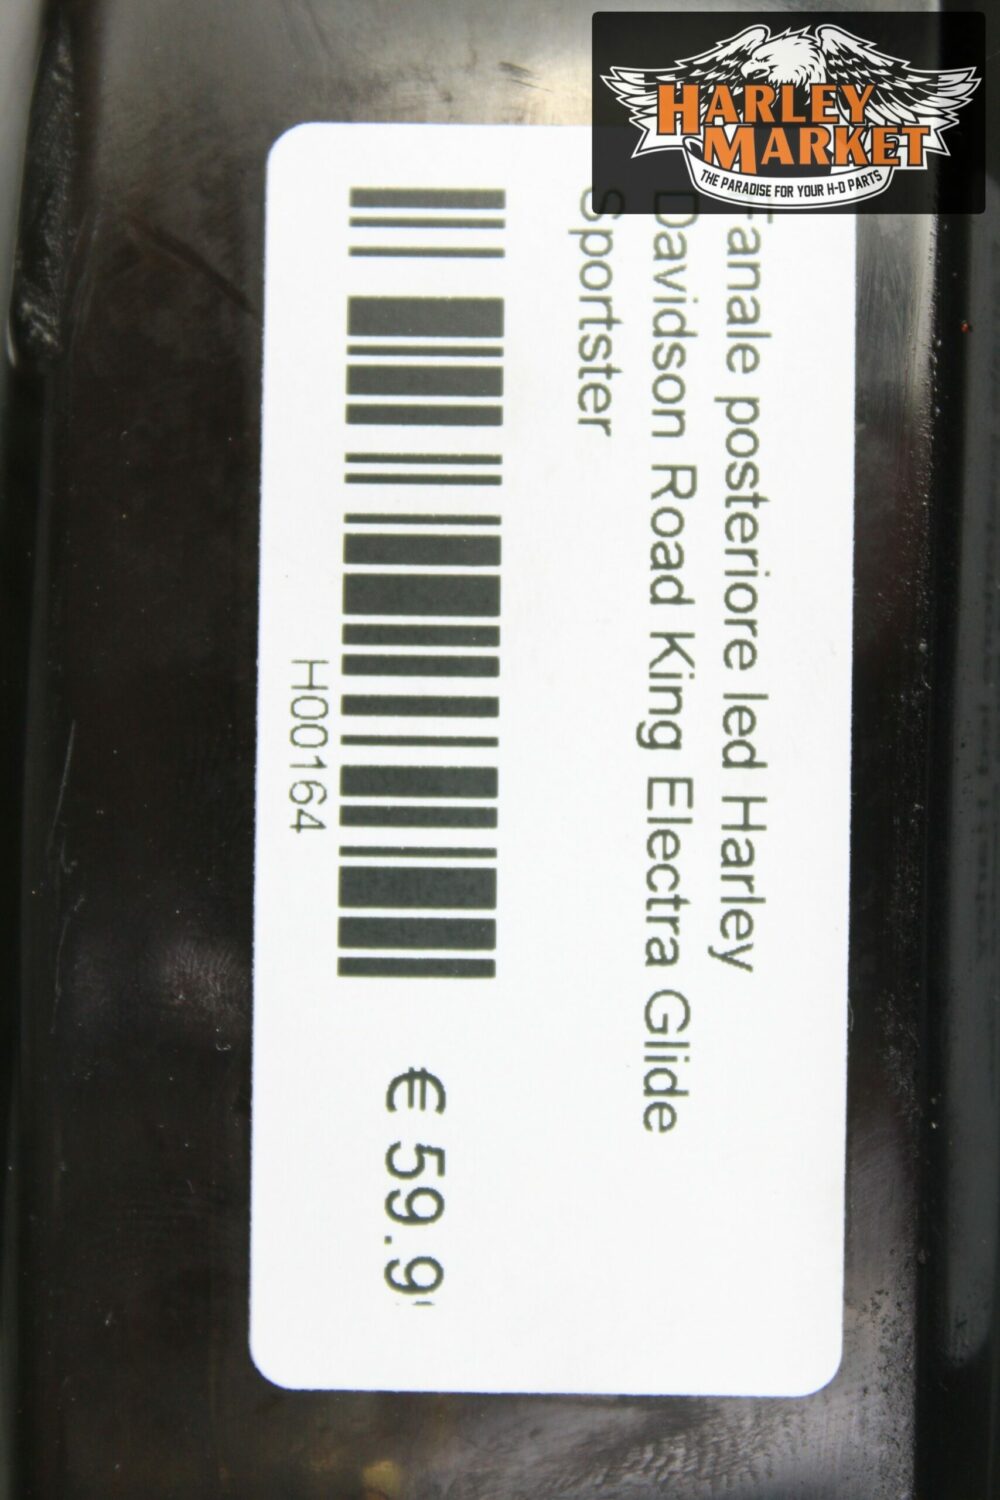 HARLEY
MARKET
THE PARADISE FOR YOUR H-D PARTS
Fanale posteriore led Harley
Davidson Road King Electra Glide
Sportster
H00164
€ 59.9